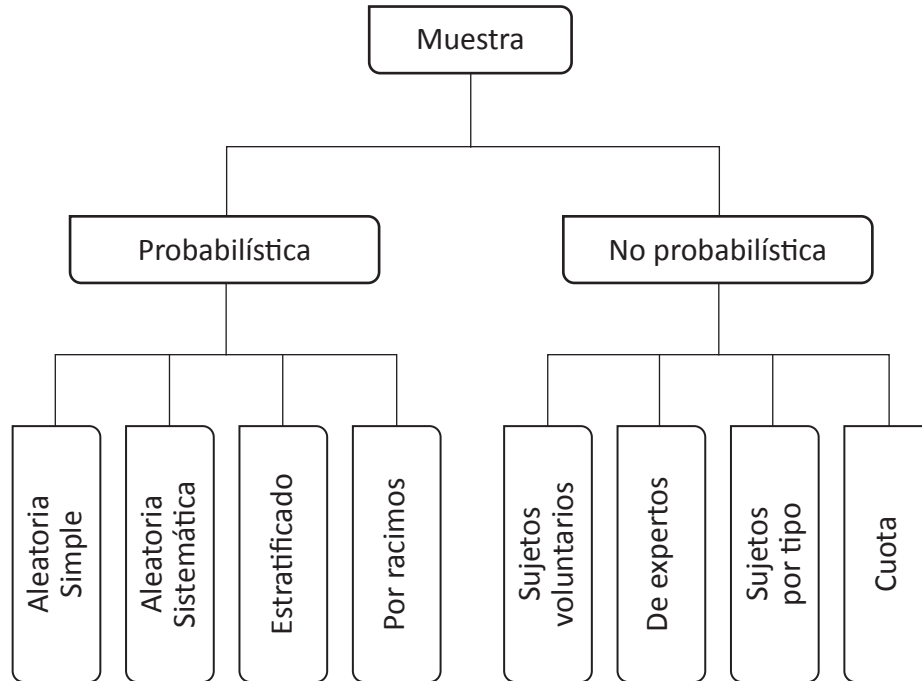 Muestra
Probabilística
No probabilística
Aleatoria
Simple
Aleatoria
Sistemática
Estratificado
Por racimos
Sujetos
voluntarios
De expertos
Sujetos
por tipo
Cuota